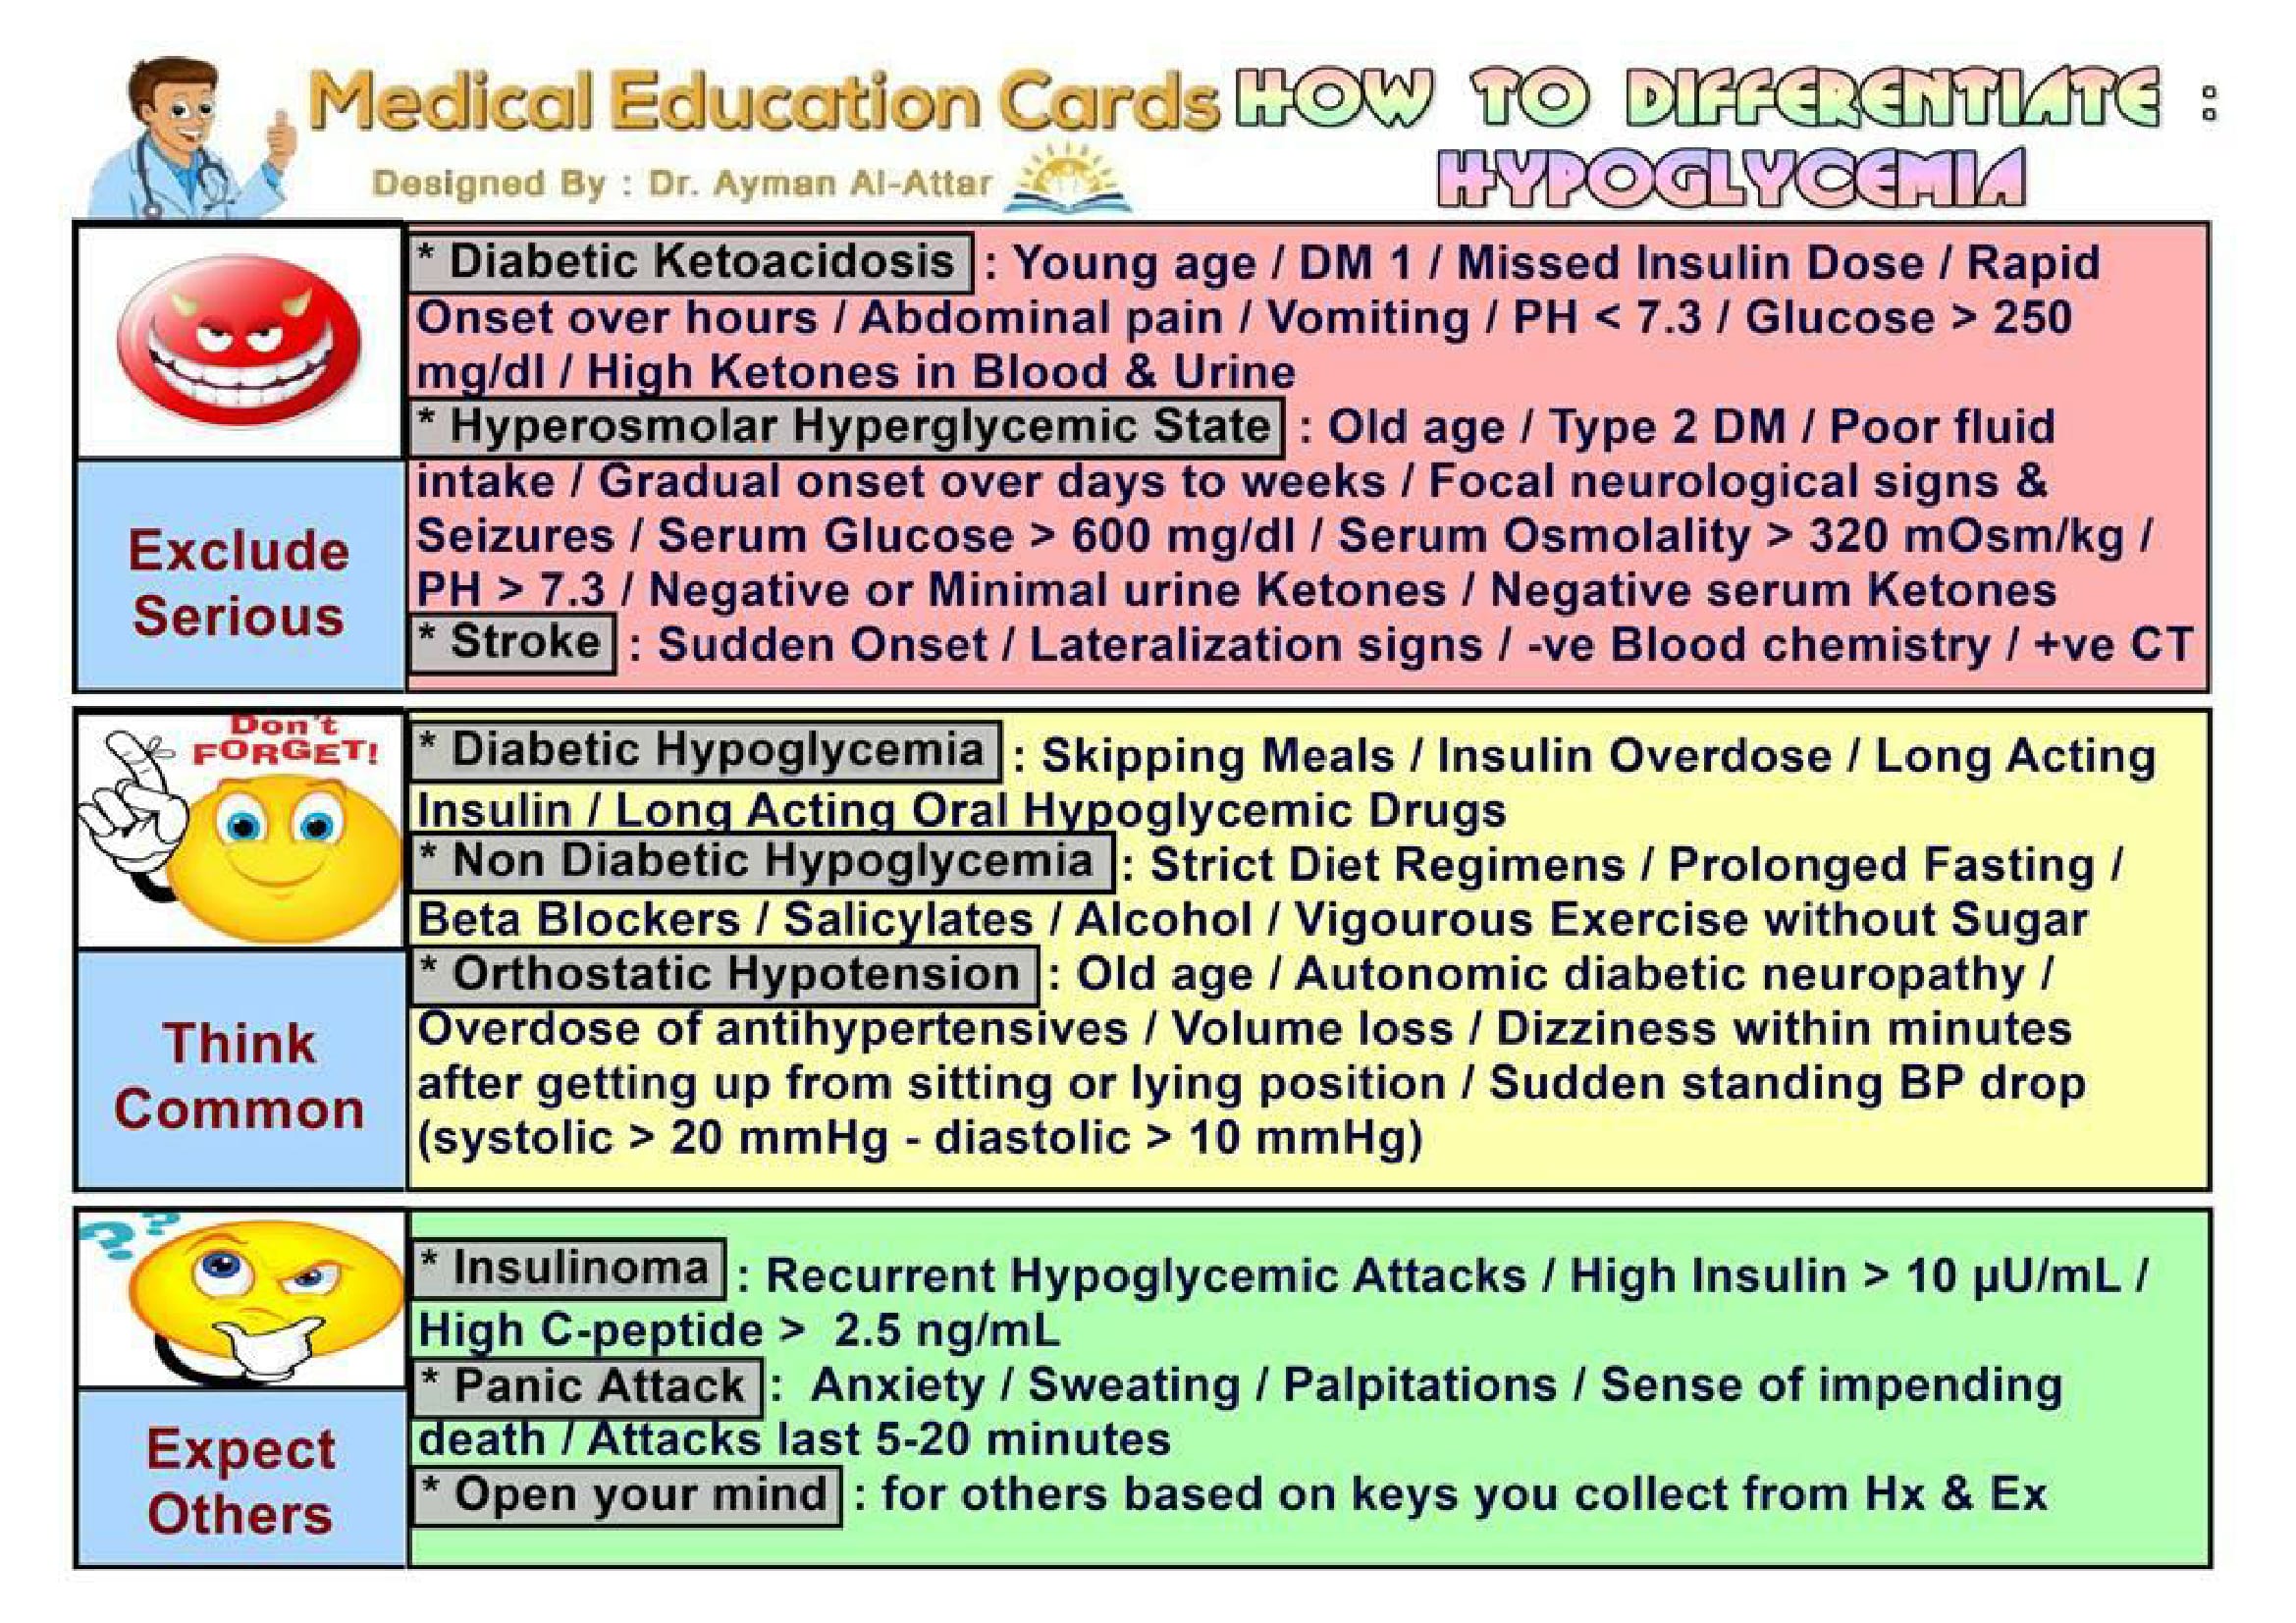 Medical Education Cards HOW TO DIFFERENTIATE :
Designed By : Dr. Ayman Al-Attar HYPOGLYCEMIA
Exclude
Serious
* Diabetic Ketoacidosis : Young age / DM 1 / Missed Insulin Dose / Rapid
Onset over hours / Abdominal pain / Vomiting / PH < 7.3 / Glucose > 250
mg/dl / High Ketones in Blood & Urine
* Hyperosmolar Hyperglycemic State : Old age / Type 2 DM / Poor fluid
intake / Gradual onset over days to weeks / Focal neurological signs &
Seizures / Serum Glucose > 600 mg/dl / Serum Osmolality > 320 mOsm/kg /
PH > 7.3 / Negative or Minimal urine Ketones / Negative serum Ketones
* Stroke : Sudden Onset / Lateralization signs / -ve Blood chemistry / +ve CT
Don't
FORGET!
Think
Common
* Diabetic Hypoglycemia : Skipping Meals / Insulin Overdose / Long Acting
Insulin / Long Acting Oral Hypoglycemic Drugs
* Non Diabetic Hypoglycemia : Strict Diet Regimens / Prolonged Fasting /
Beta Blockers / Salicylates / Alcohol / Vigourous Exercise without Sugar
* Orthostatic Hypotension : Old age / Autonomic diabetic neuropathy /
Overdose of antihypertensives / Volume loss / Dizziness within minutes
after getting up from sitting or lying position / Sudden standing BP drop
(systolic > 20 mmHg - diastolic > 10 mmHg)
??
Expect
Others
* Insulinoma : Recurrent Hypoglycemic Attacks / High Insulin > 10 µU/mL /
High C-peptide > 2.5 ng/mL
* Panic Attack : Anxiety / Sweating / Palpitations / Sense of impending
death / Attacks last 5-20 minutes
* Open your mind : for others based on keys you collect from Hx & Ex